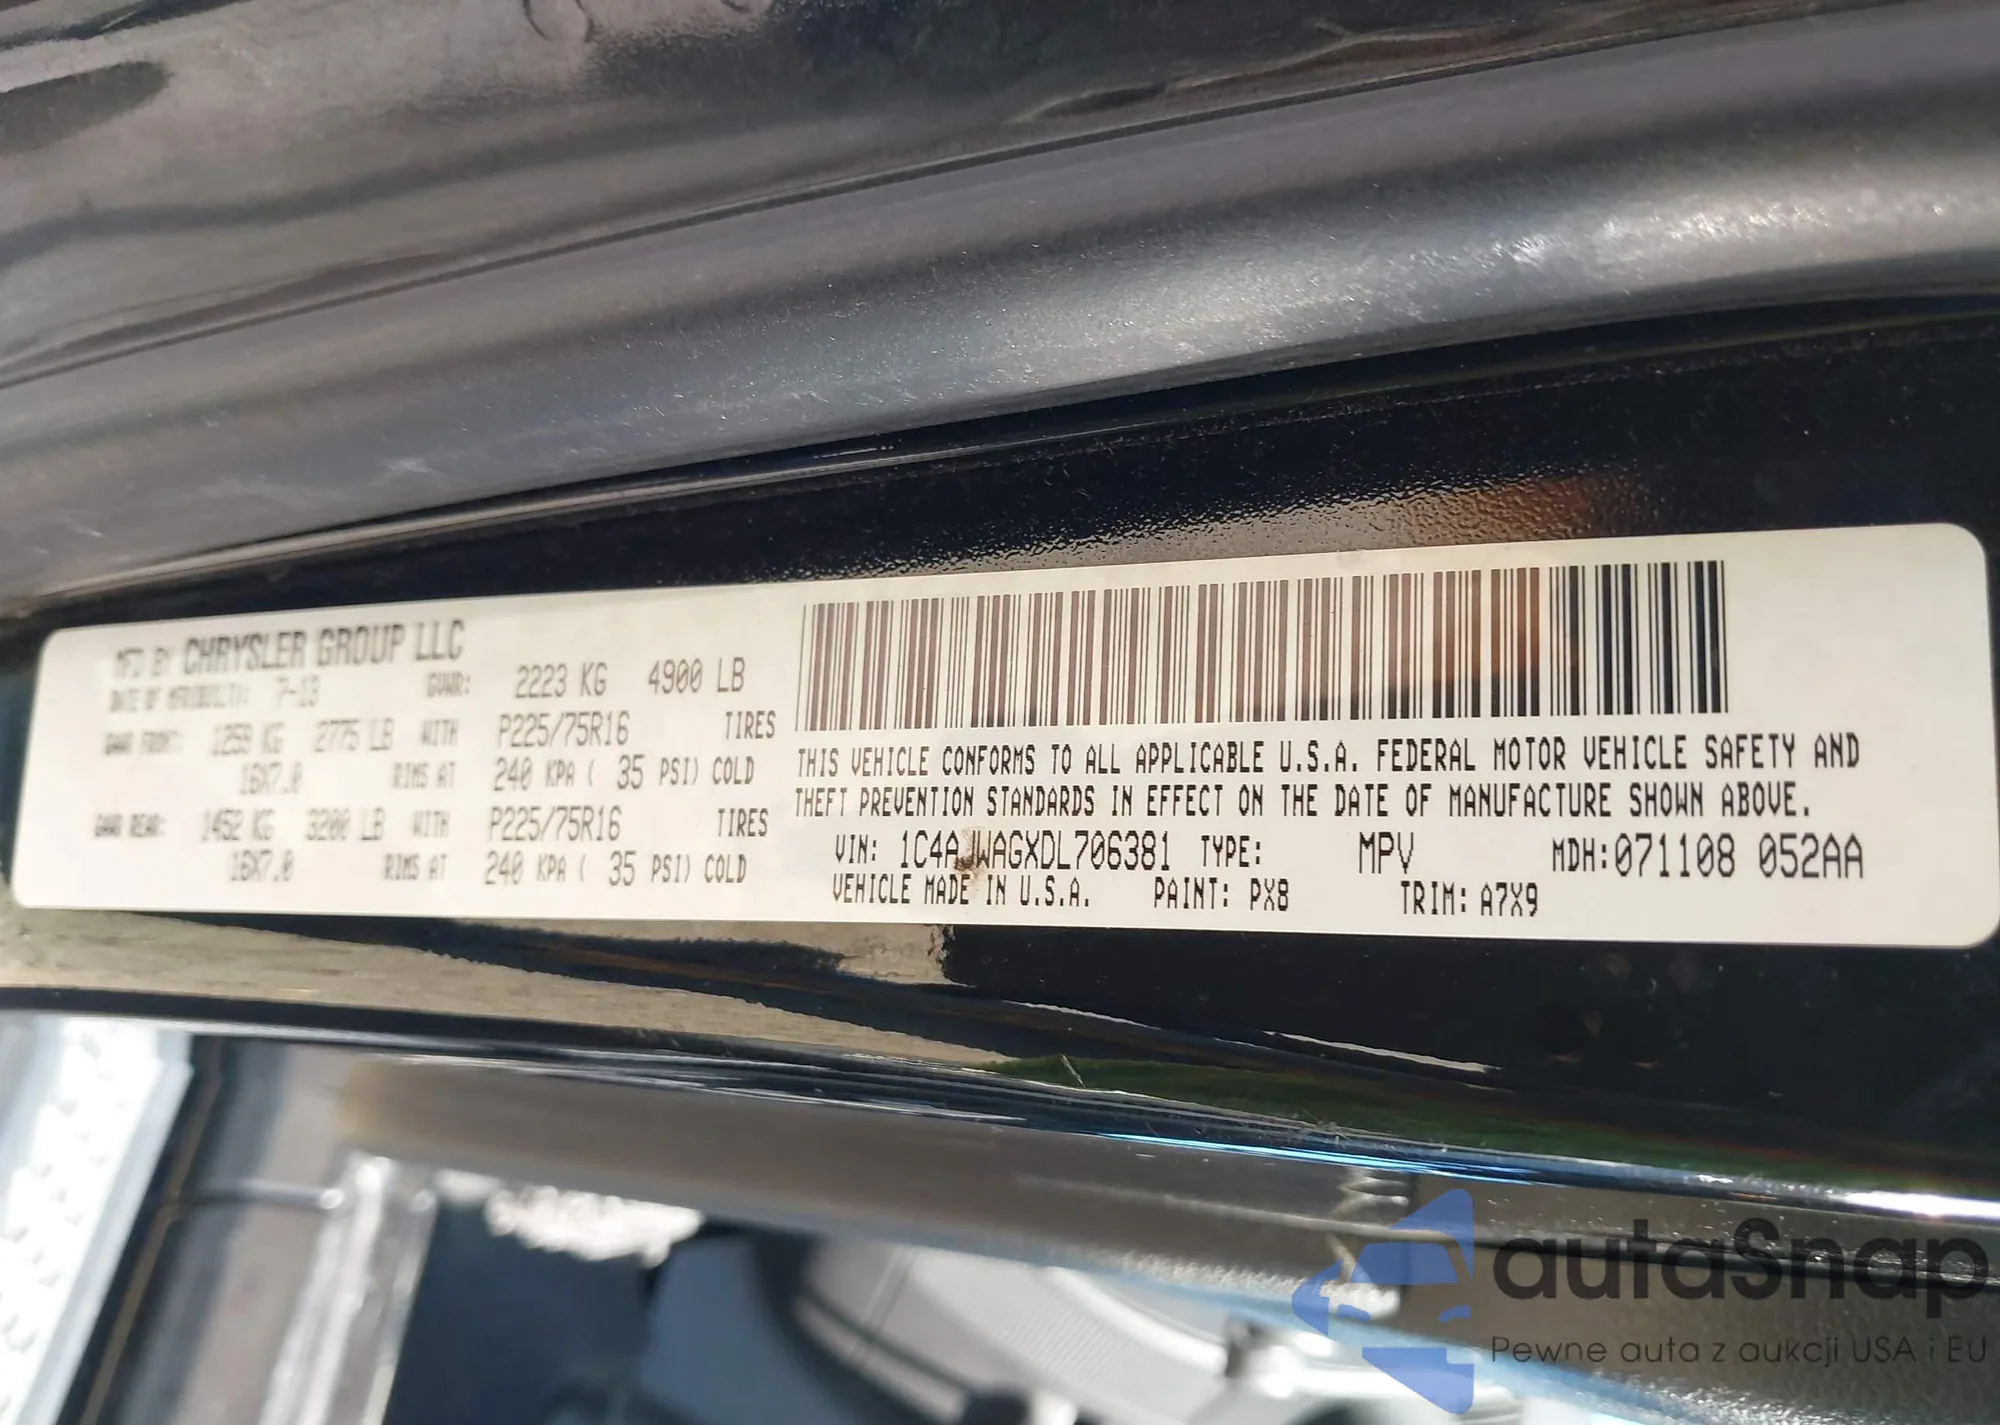 MFD BY CHRYSLER GROUP LLC
DATE OF MFR(BUILT): 7-13 GVWR: 2223 KG 4900 LB
GAWR FRONT: 1259 KG 2775 LB WITH P225/75R16 TIRES
16X7.0 RIMS AT 240 KPA ( 35 PSI) COLD
GAWR REAR: 1452 KG 3200 LB WITH P225/75R16 TIRES
16X7.0 RIMS AT 240 KPA ( 35 PSI) COLD
THIS VEHICLE CONFORMS TO ALL APPLICABLE U.S.A. FEDERAL MOTOR VEHICLE SAFETY AND
THEFT PREVENTION STANDARDS IN EFFECT ON THE DATE OF MANUFACTURE SHOWN ABOVE.
VIN: 1C4AJWAGXDL706381 TYPE: MPV MDH:071108 052AA
VEHICLE MADE IN U.S.A. PAINT: PX8 TRIM: A7X9
autaSnap
Pewne auta z aukcji USA i EU